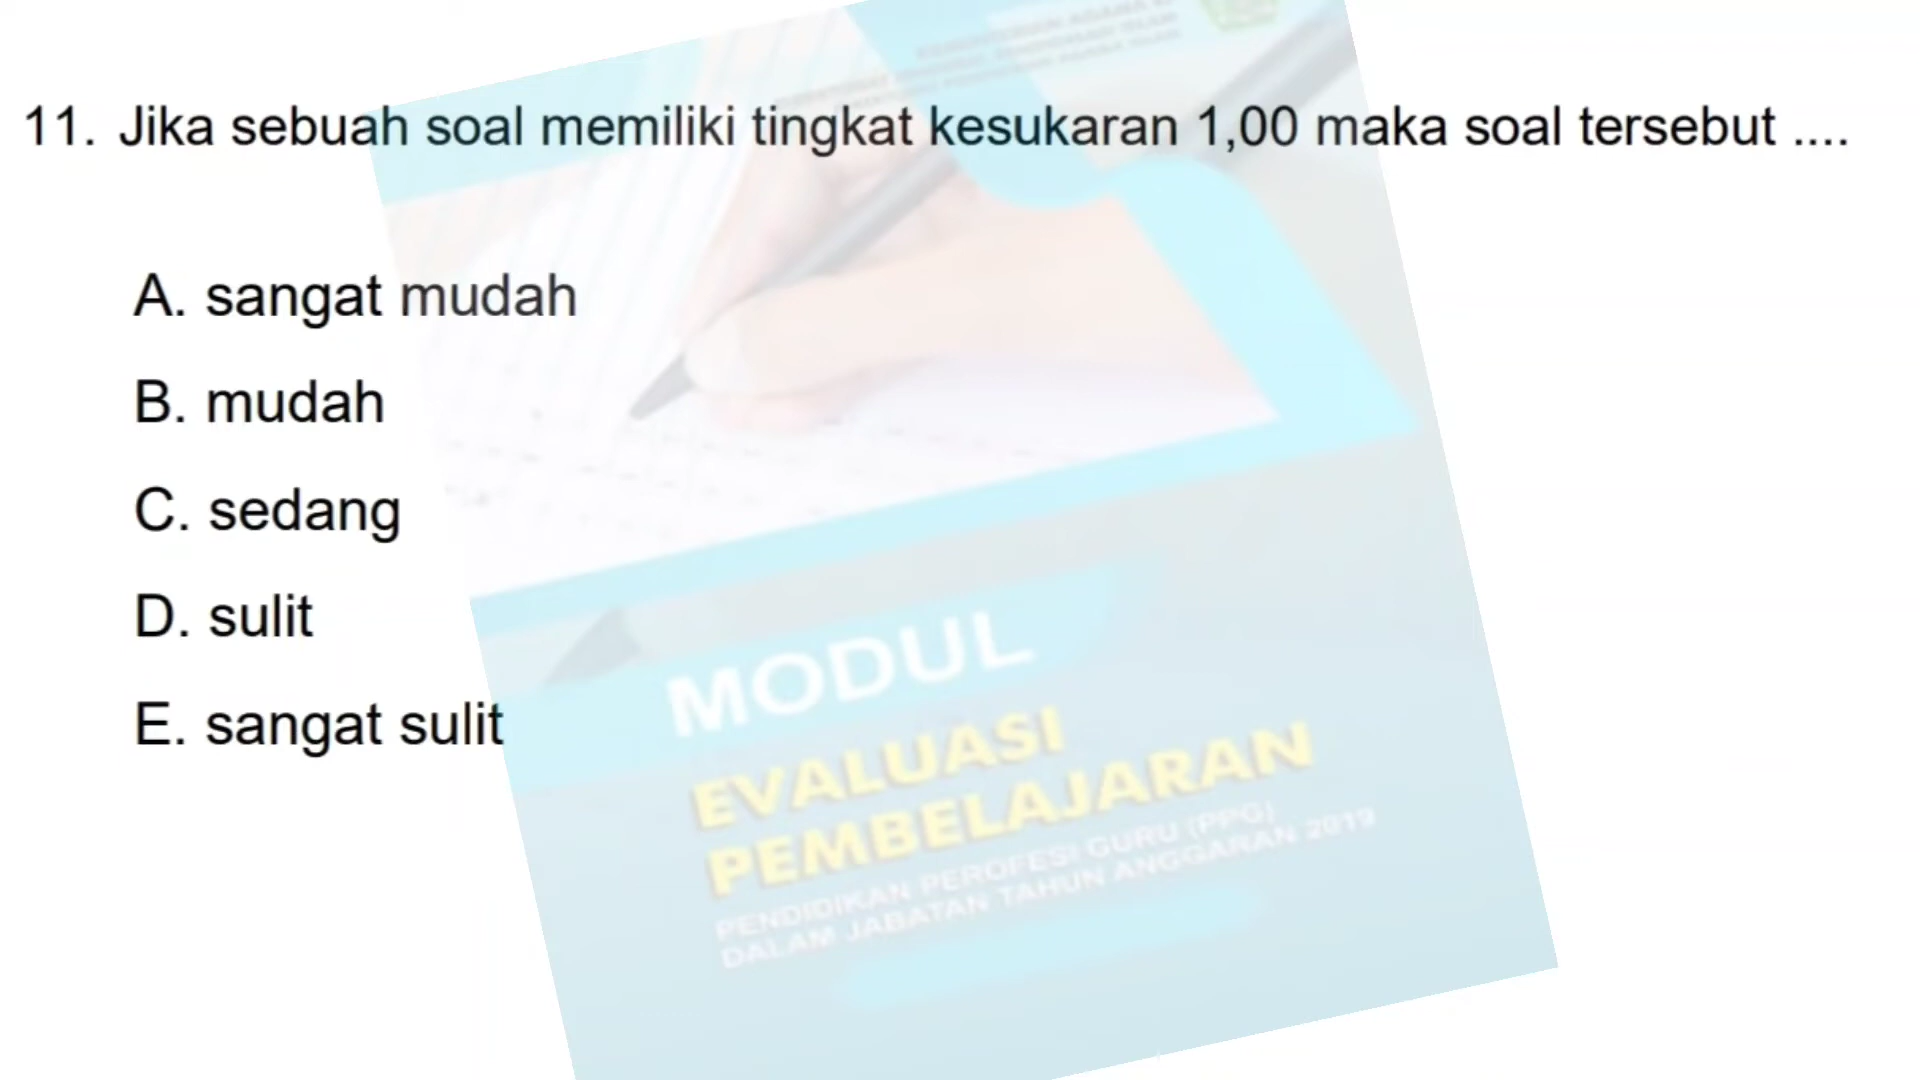 11. Jika sebuah soal memiliki tingkat kesukaran 1,00 maka soal tersebut ....
A. sangat mudah
B. mudah
C. sedang
D. sulit
E. sangat sulit
MODUL
EVALUASI
PEMBELAJARAN
PENDIDIKAN PEROFESI GURU (PPG)
DALAM JABATAN TAHUN ANGGARAN 2019